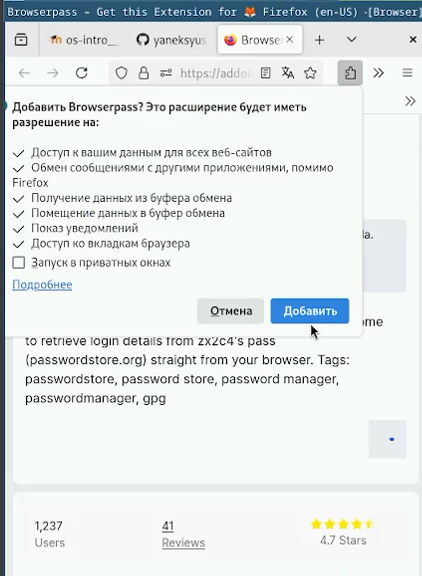 Browserpass – Get this Extension for 🦊 Firefox (en-US) -[Browser]
os-intro_
yaneksyus
Browser
https://addon
Добавить Browserpass? Это расширение будет иметь
разрешение на:
Доступ к вашим данным для всех веб-сайтов
Обмен сообщениями с другими приложениями, помимо
Firefox
Получение данных из буфера обмена
Помещение данных в буфер обмена
Показ уведомлений
Доступ ко вкладкам браузера
Запуск в приватных окнах
Подробнее
Отмена
Добавить
to retrieve login details from zx2c4's pass
(passwordstore.org) straight from your browser. Tags:
passwordstore, password store, password manager,
passwordmanager, gpg
1,237
Users
41
Reviews
4.7 Stars